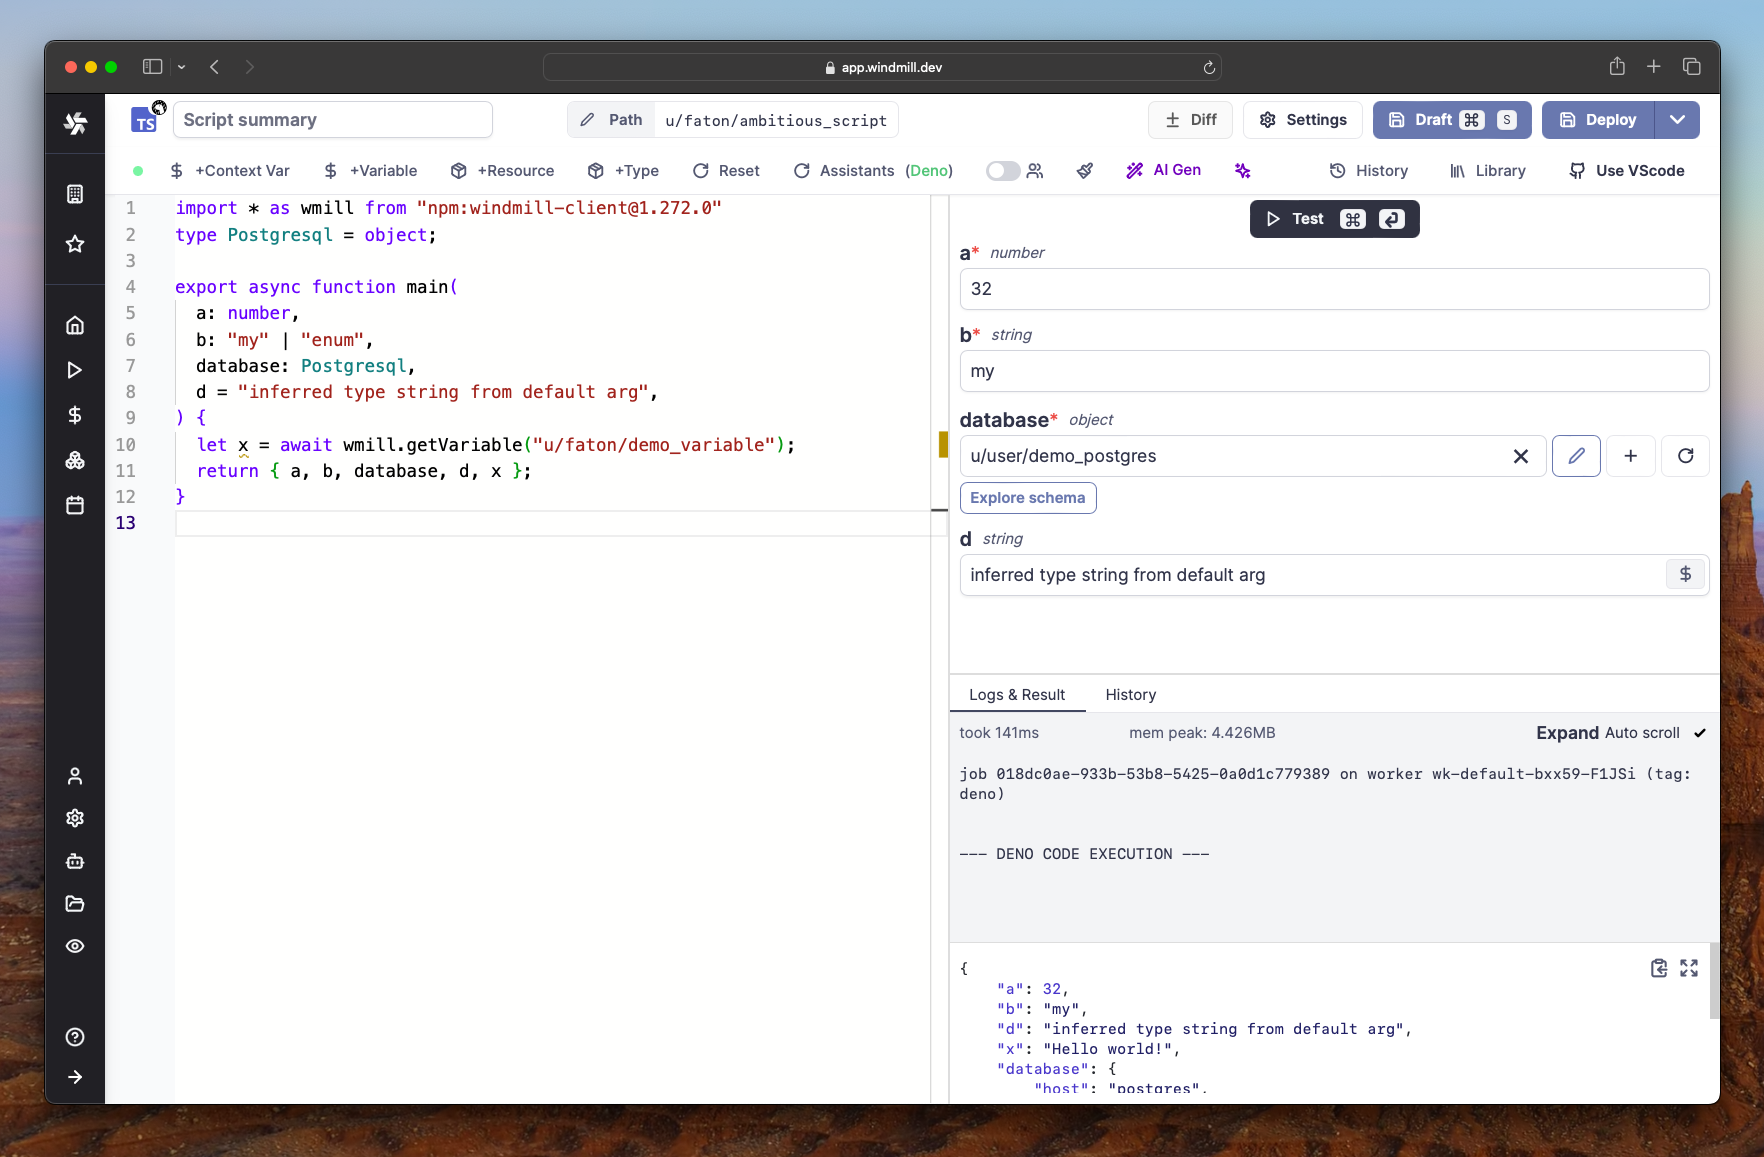 app.windmill.dev
TS
Script summary
Path u/faton/ambitious_script
Diff
Settings
Draft ⌘ S
Deploy
$ +Context Var
$ +Variable
+Resource
+Type
Reset
Assistants (Deno)
AI Gen
History
Library
Use VScode
1 import * as wmill from "npm:windmill-client@1.272.0"
2 type Postgresql = object;
3
4 export async function main(
5 a: number,
6 b: "my" | "enum",
7 database: Postgresql,
8 d = "inferred type string from default arg",
9 ) {
10 let x = await wmill.getVariable("u/faton/demo_variable");
11 return { a, b, database, d, x };
12 }
13
Test ⌘
a* number
32
b* string
my
database* object
u/user/demo_postgres
Explore schema
d string
inferred type string from default arg
$
Logs & Result
History
took 141ms
mem peak: 4.426MB
Expand Auto scroll
job 018dc0ae-933b-53b8-5425-0a0d1c779389 on worker wk-default-bxx59-F1JSi (tag:
deno)
--- DENO CODE EXECUTION ---
{
"a": 32,
"b": "my",
"d": "inferred type string from default arg",
"x": "Hello world!",
"database": {
"host": "postgres",